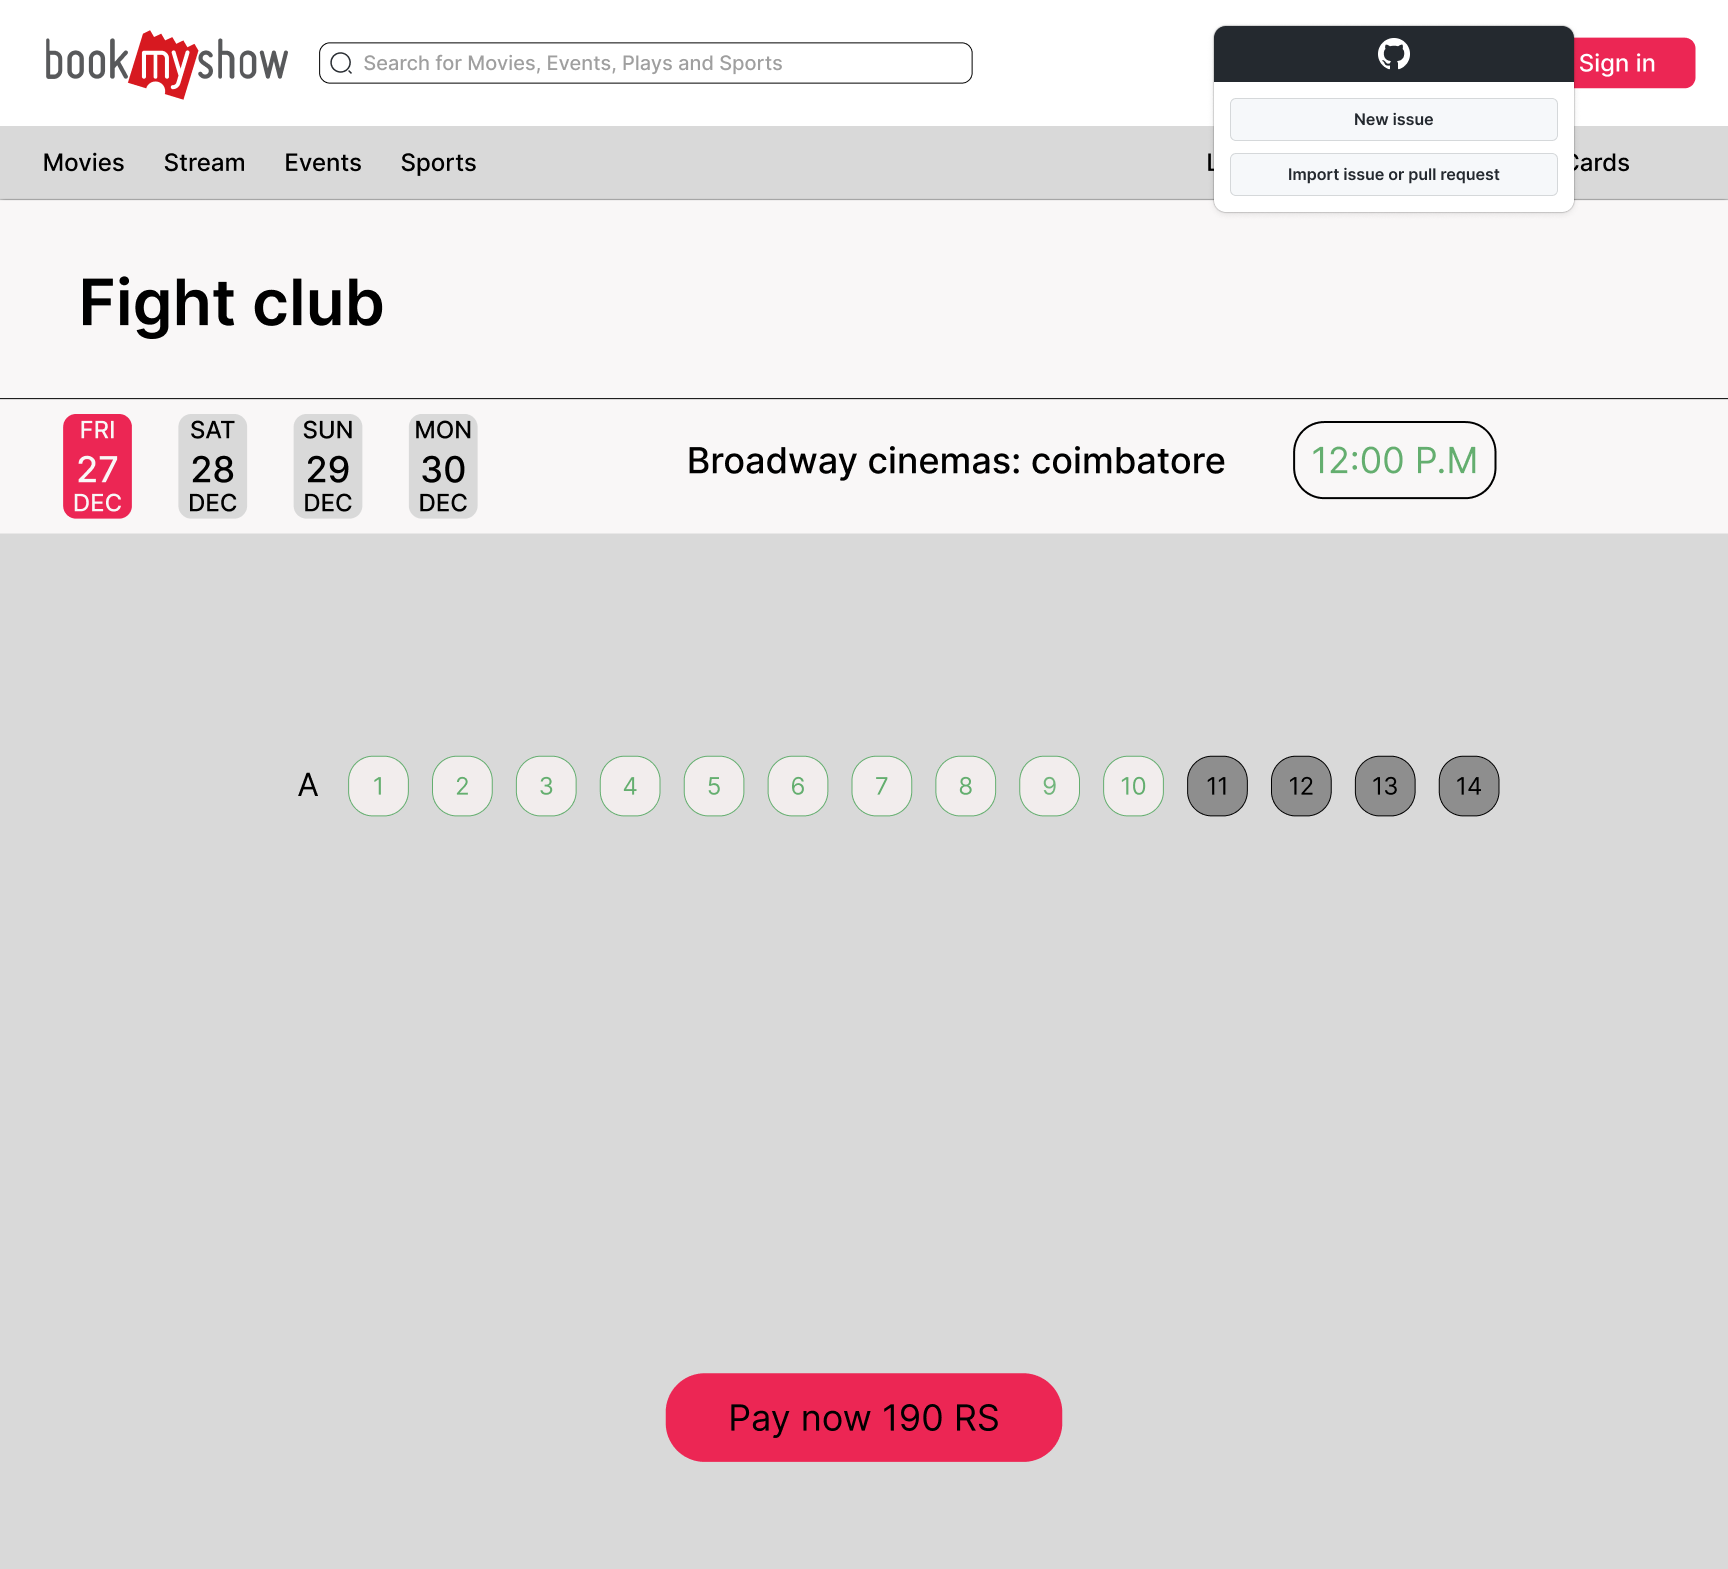 bookmyshow
Search for Movies, Events, Plays and Sports
Sign in
New issue
Import issue or pull request
Movies Stream Events Sports
Fight club
FRI
27
DEC
SAT
28
DEC
SUN
29
DEC
MON
30
DEC
Broadway cinemas: coimbatore
12:00 P.M
A 1 2 3 4 5 6 7 8 9 10 11 12 13 14
Pay now 190 RS